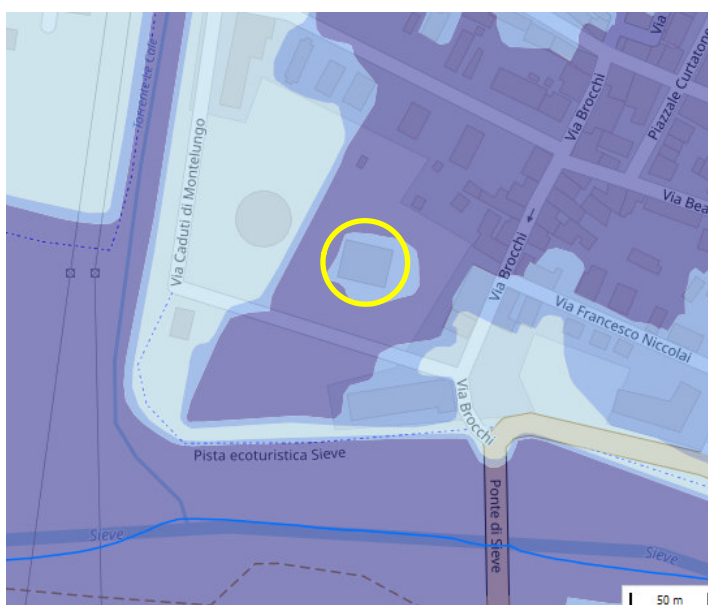 Torrente Le Cale
Via Brocchi
Piazzale Curtatone
Via Caduti di Montelungo
Via Bea
Via Brocchi
Via Francesco Niccolai
Via Brocchi
Pista ecoturistica Sieve
Ponte di Sieve
Sieve
Sieve
50 m